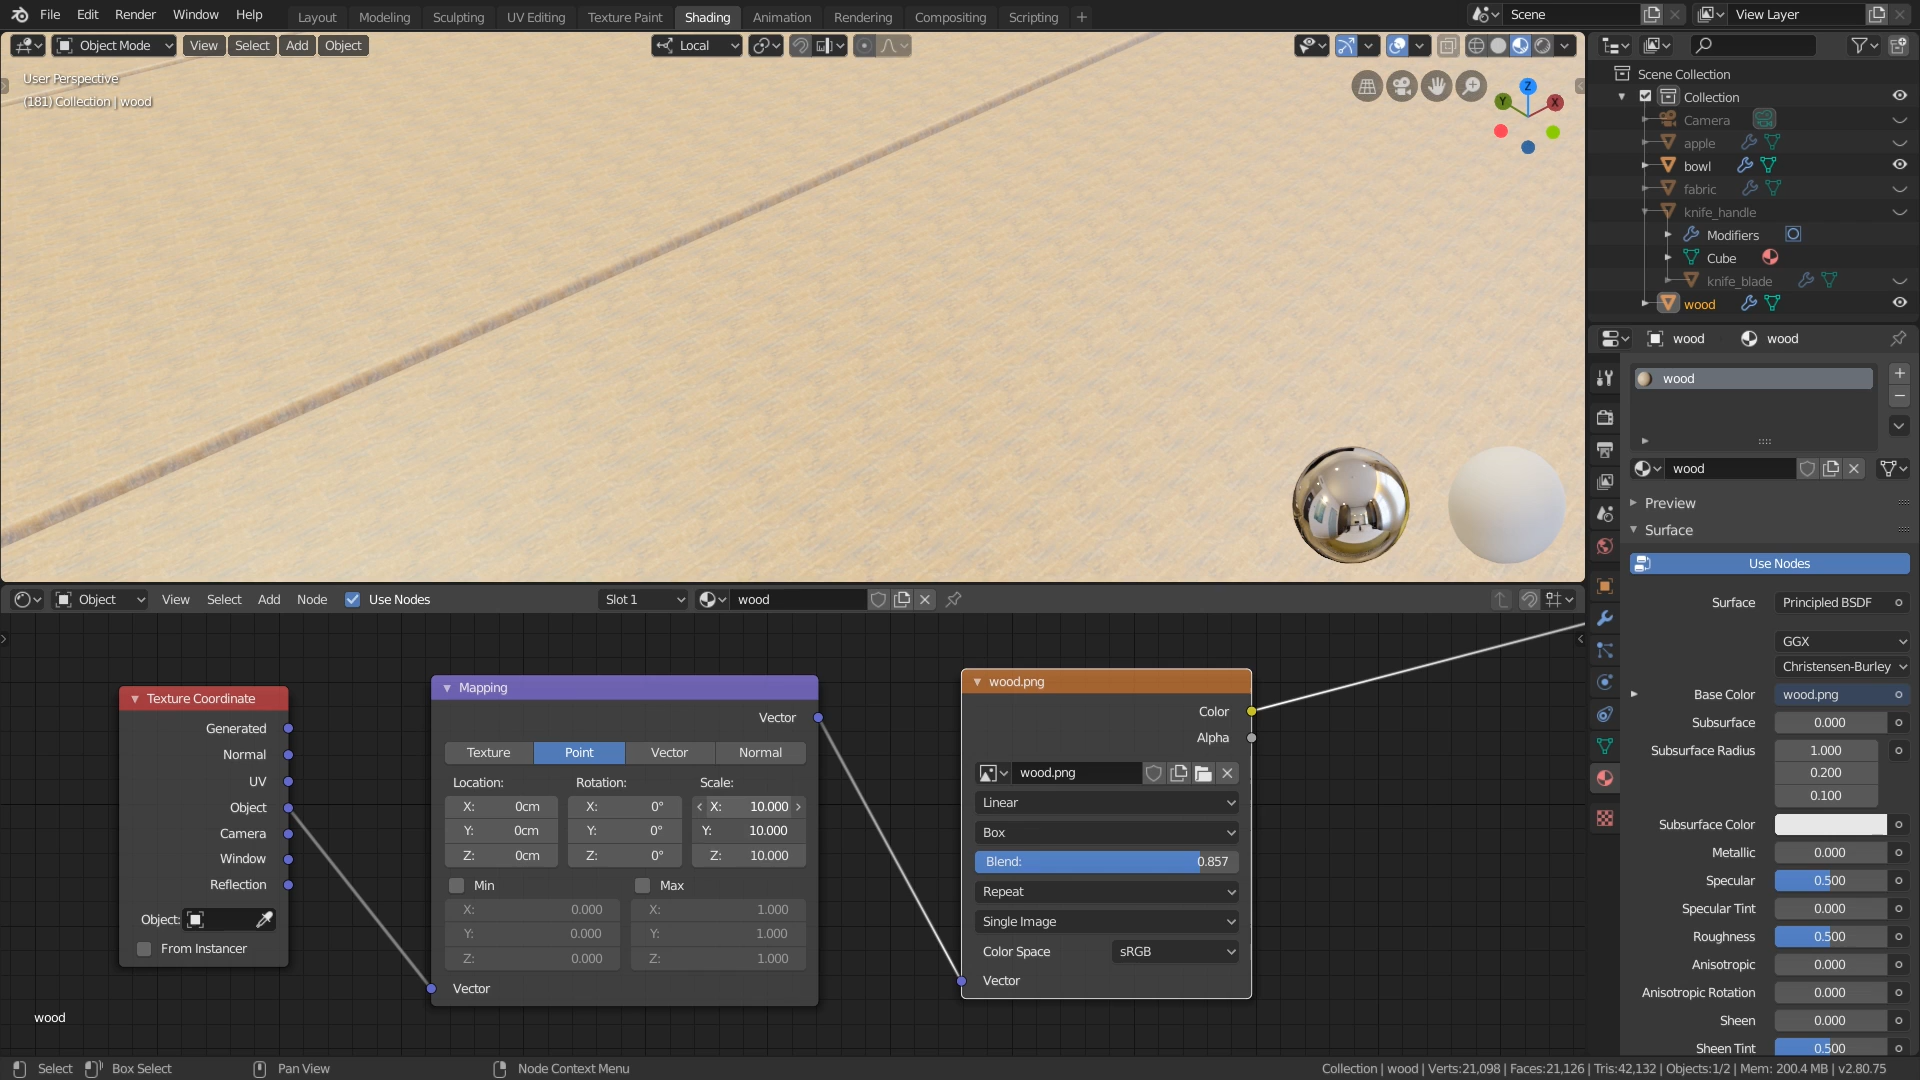 File Edit Render Window Help Layout Modeling Sculpting UV Editing Texture Paint Shading Animation Rendering Compositing Scripting + Scene View Layer
Object Mode View Select Add Object Local
User Perspective
(181) Collection | wood
Z
Y
X
Scene Collection
Collection
Camera
apple
bowl
fabric
knife_handle
Modifiers
Cube
knife_blade
wood
wood wood
wood
wood
Preview
Surface
Use Nodes
Surface Principled BSDF
GGX
Christensen-Burley
Base Color wood.png
Subsurface 0.000
Subsurface Radius 1.000
0.200
0.100
Subsurface Color
Metallic 0.000
Specular 0.500
Specular Tint 0.000
Roughness 0.500
Anisotropic 0.000
Anisotropic Rotation 0.000
Sheen 0.000
Sheen Tint 0.500
Object View Select Add Node Use Nodes Slot 1 wood
Texture Coordinate
Generated
Normal
UV
Object
Camera
Window
Reflection
Object:
From Instancer
Mapping
Vector
Texture Point Vector Normal
Location: Rotation: Scale:
X: 0cm X: 0° X: 10.000
Y: 0cm Y: 0° Y: 10.000
Z: 0cm Z: 0° Z: 10.000
Min Max
X: 0.000 X: 1.000
Y: 0.000 Y: 1.000
Z: 0.000 Z: 1.000
Vector
wood.png
Color
Alpha
wood.png
Linear
Box
Blend: 0.857
Repeat
Single Image
Color Space sRGB
Vector
wood
Select Box Select Pan View Node Context Menu Collection | wood | Verts:21,098 | Faces:21,126 | Tris:42,132 | Objects:1/2 | Mem: 200.4 MB | v2.80.75